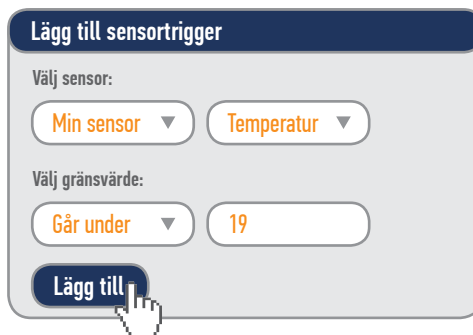 Lägg till sensortrigger
Välj sensor:
Min sensor Temperatur
Välj gränsvärde:
Går under 19
Lägg till